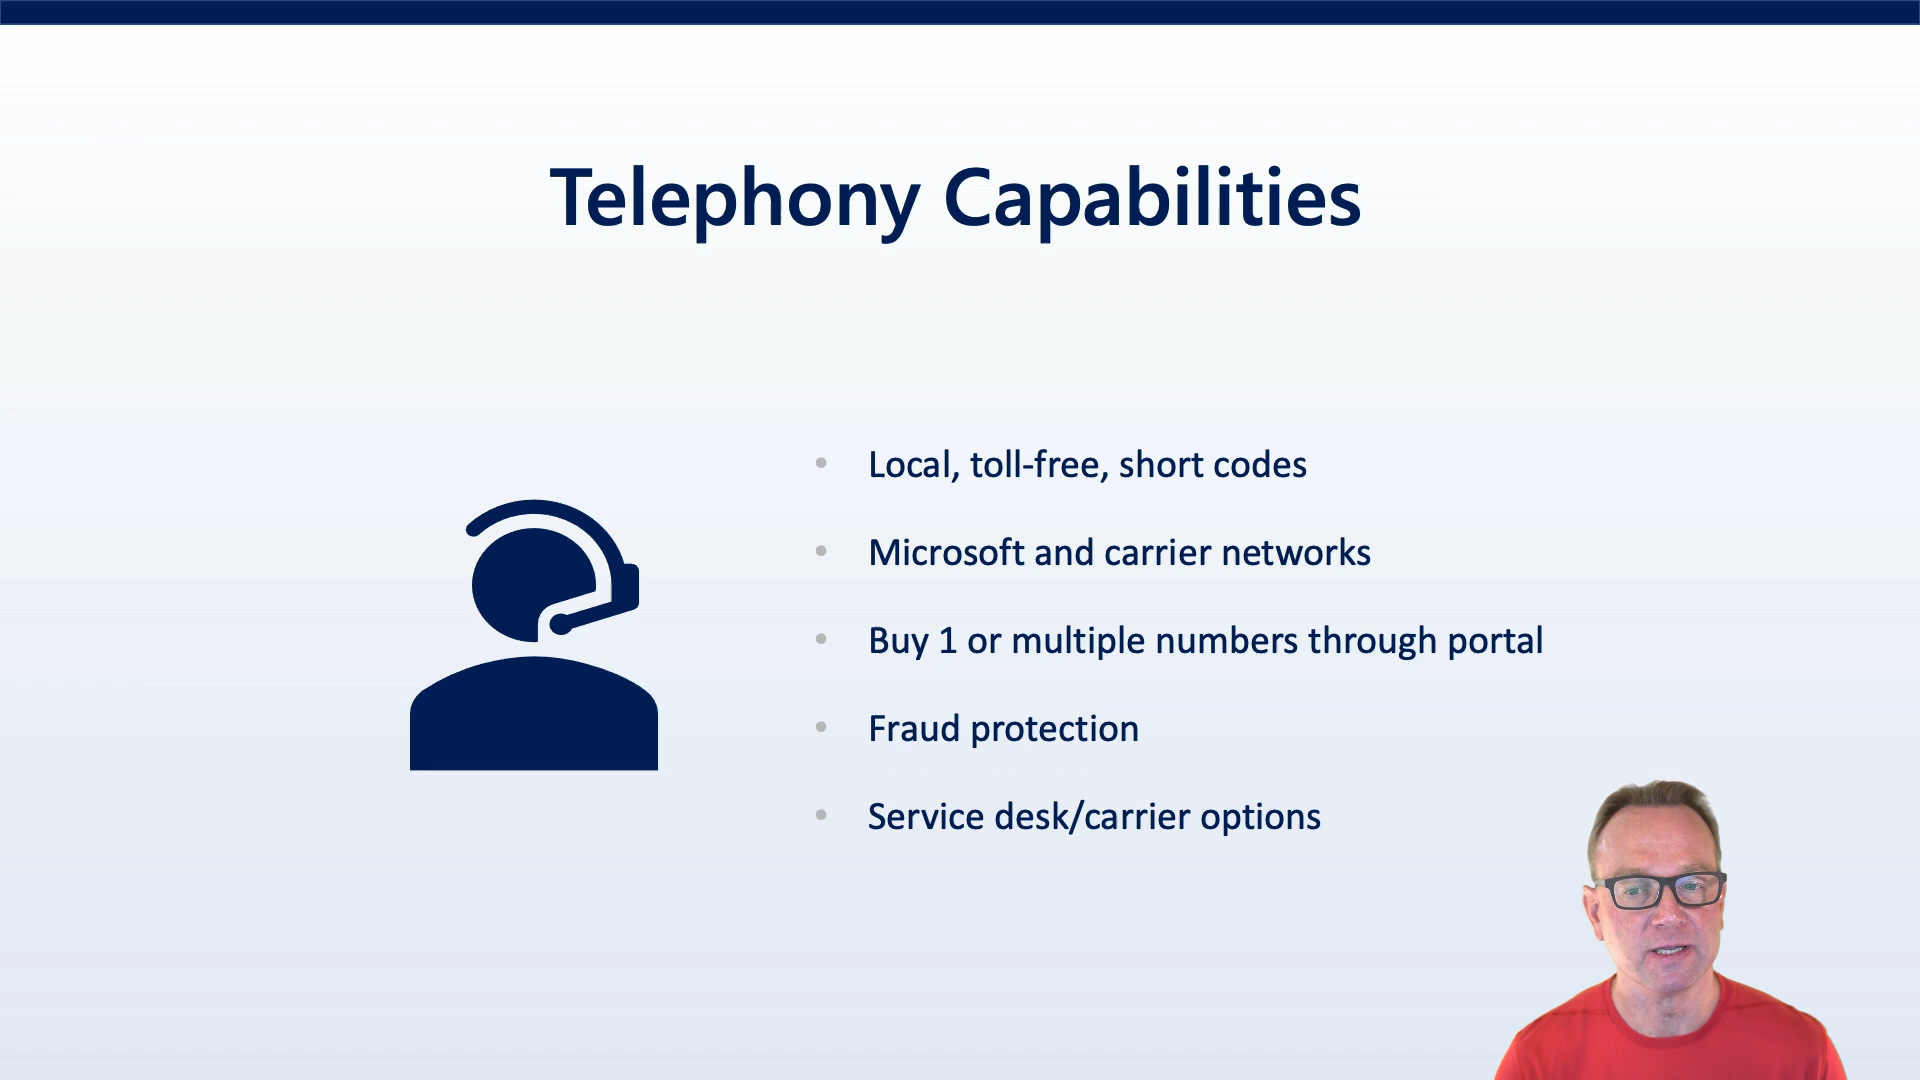 Telephony Capabilities
Local, toll-free, short codes
Microsoft and carrier networks
Buy 1 or multiple numbers through portal
Fraud protection
Service desk/carrier options